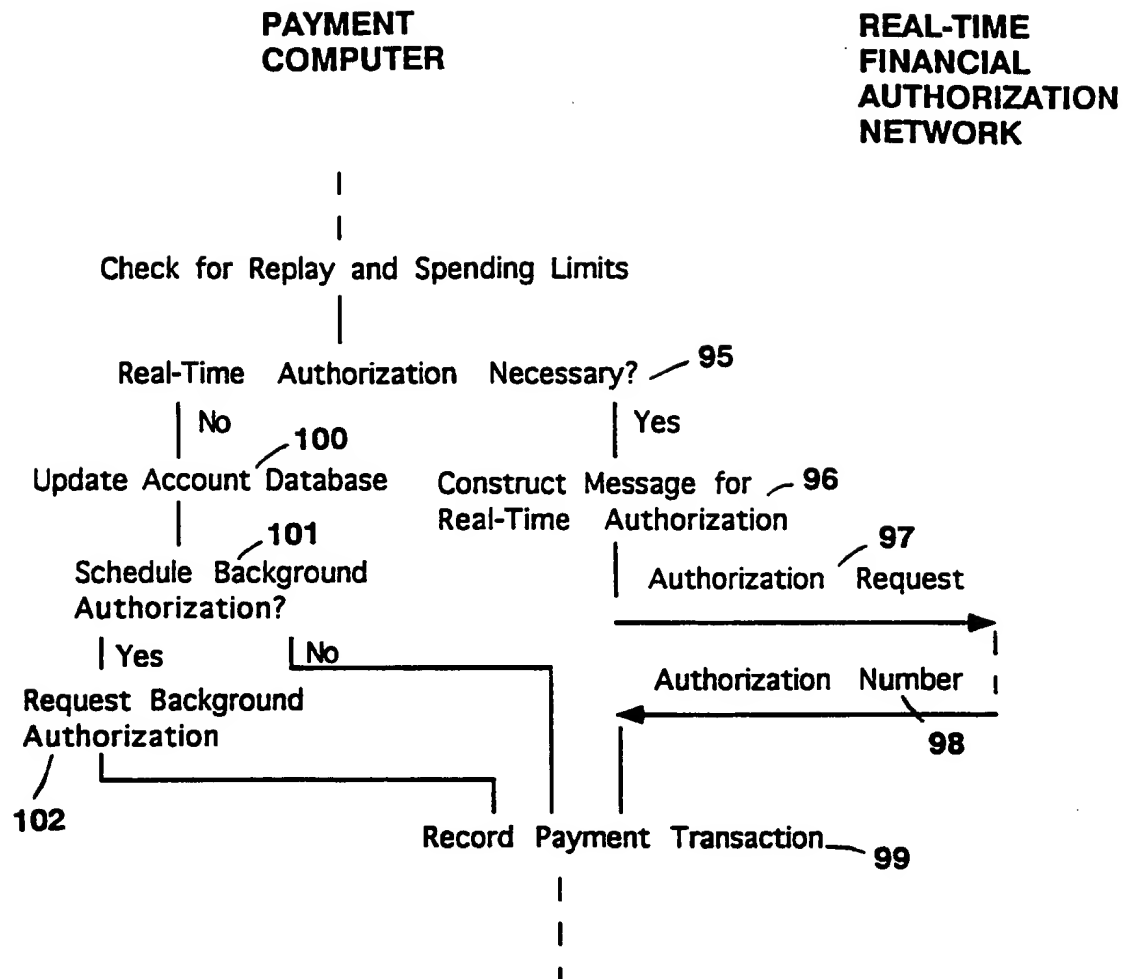 PAYMENT
COMPUTER
REAL-TIME
FINANCIAL
AUTHORIZATION
NETWORK
Check for Replay and Spending Limits
Real-Time Authorization Necessary?
95
No
Yes
100
Update Account Database
Construct Message for
Real-Time Authorization
96
101
Schedule Background
Authorization?
97
Authorization Request
Yes
No
Authorization Number
98
Request Background
Authorization
102
Record Payment Transaction
99